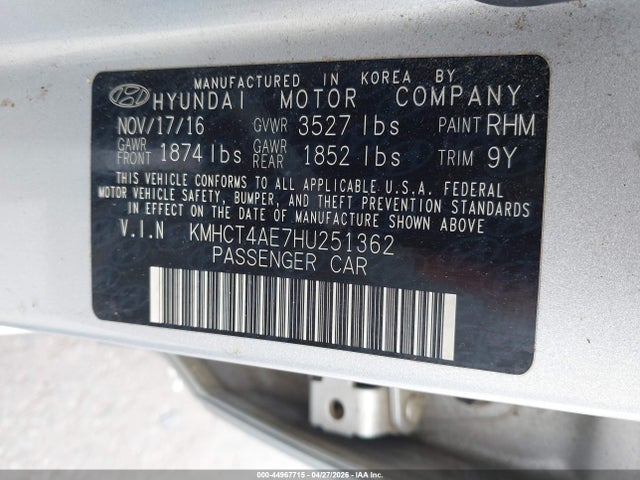 MANUFACTURED IN KOREA BY
HYUNDAI MOTOR COMPANY
NOV/17/16 GVWR 3527 lbs PAINT RHM
GAWR FRONT 1874 lbs GAWR REAR 1852 lbs TRIM 9Y
THIS VEHICLE CONFORMS TO ALL APPLICABLE U.S.A. FEDERAL
MOTOR VEHICLE SAFETY, BUMPER, AND THEFT PREVENTION STANDARDS
IN EFFECT ON THE DATE OF MANUFACTURE SHOWN ABOVE
V.I.N KMHCT4AE7HU251362
PASSENGER CAR
000-44967715 - 04/27/2026 - IAA Inc.